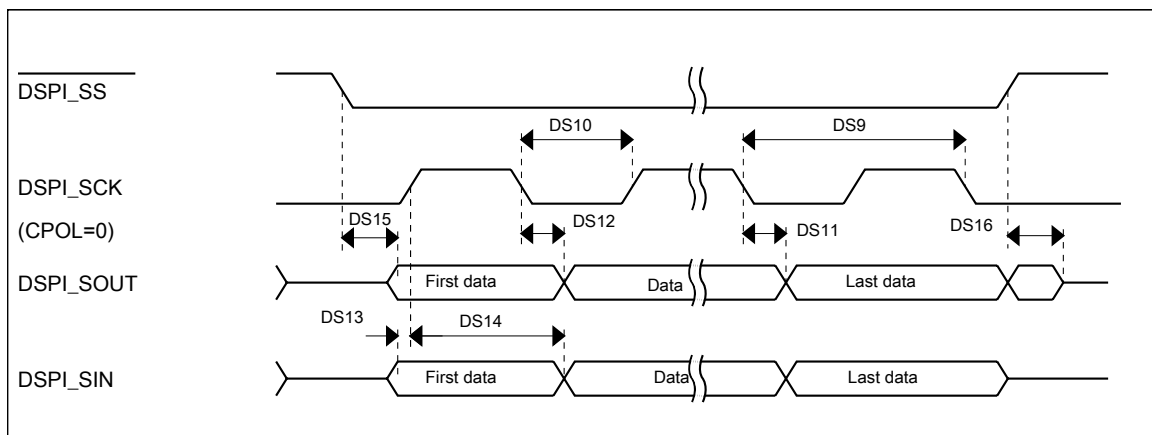 DSPI_SS
DS10
DS9
DSPI_SCK
(CPOL=0)
DS15
DS12
DS11
DS16
DSPI_SOUT
First data
Data
Last data
DS13
DS14
DSPI_SIN
First data
Data
Last data